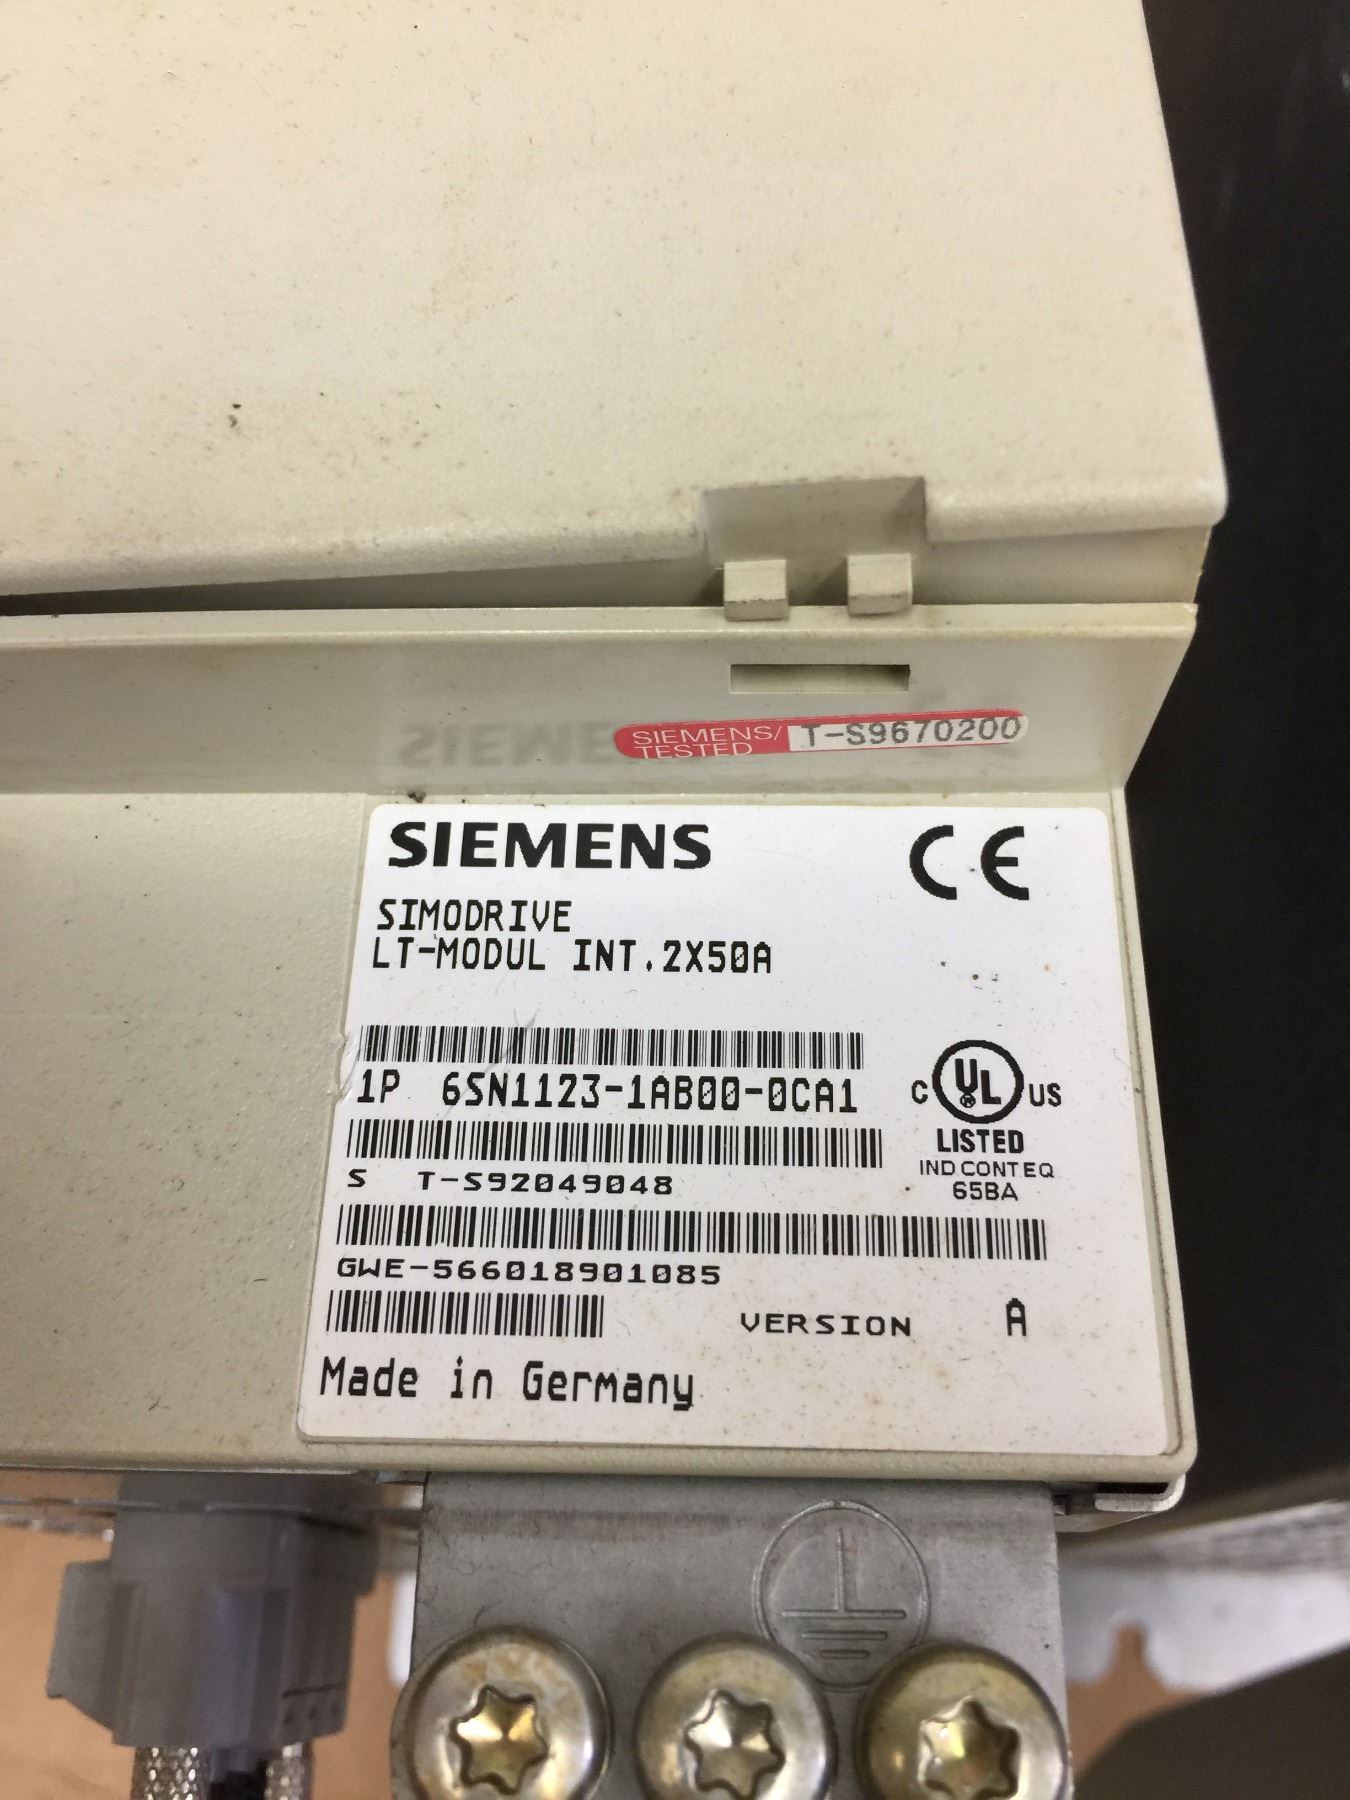 SIEMENS/ T-S9670200
TESTED
SIEMENS CE
SIMODRIVE
LT-MODUL INT.2X50A
1P 6SN1123-1AB00-0CA1
C UL US
®
LISTED
IND CONT EQ
65BA
S T-S92049048
GWE-566018901085
VERSION A
Made in Germany